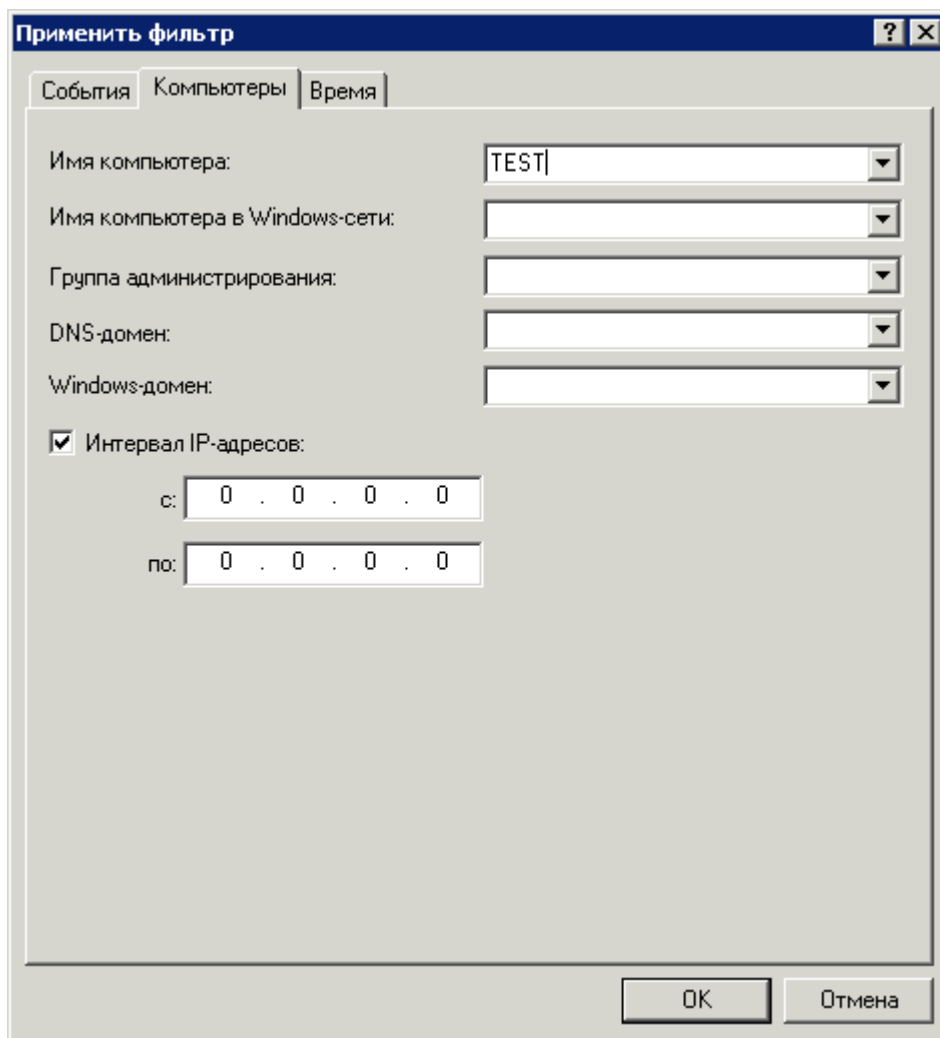 Применить фильтр
События Компьютеры Время
Имя компьютера: TEST
Имя компьютера в Windows-сети:
Группа администрирования:
DNS-домен:
Windows-домен:
Интервал IP-адресов:
с: 0 . 0 . 0 . 0
по: 0 . 0 . 0 . 0
OK Отмена